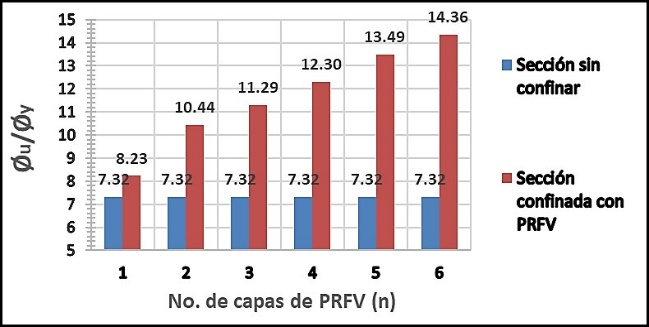 15
14.36
14
13.49
13
12.30
12
11.29
11
10.44
10
9
8.23
8
7.32 7.32 7.32 7.32 7.32 7.32
7
6
5
Øu/Øy
1 2 3 4 5 6
No. de capas de PRFV (n)
Sección sin
confinar
Sección
confinada con
PRFV